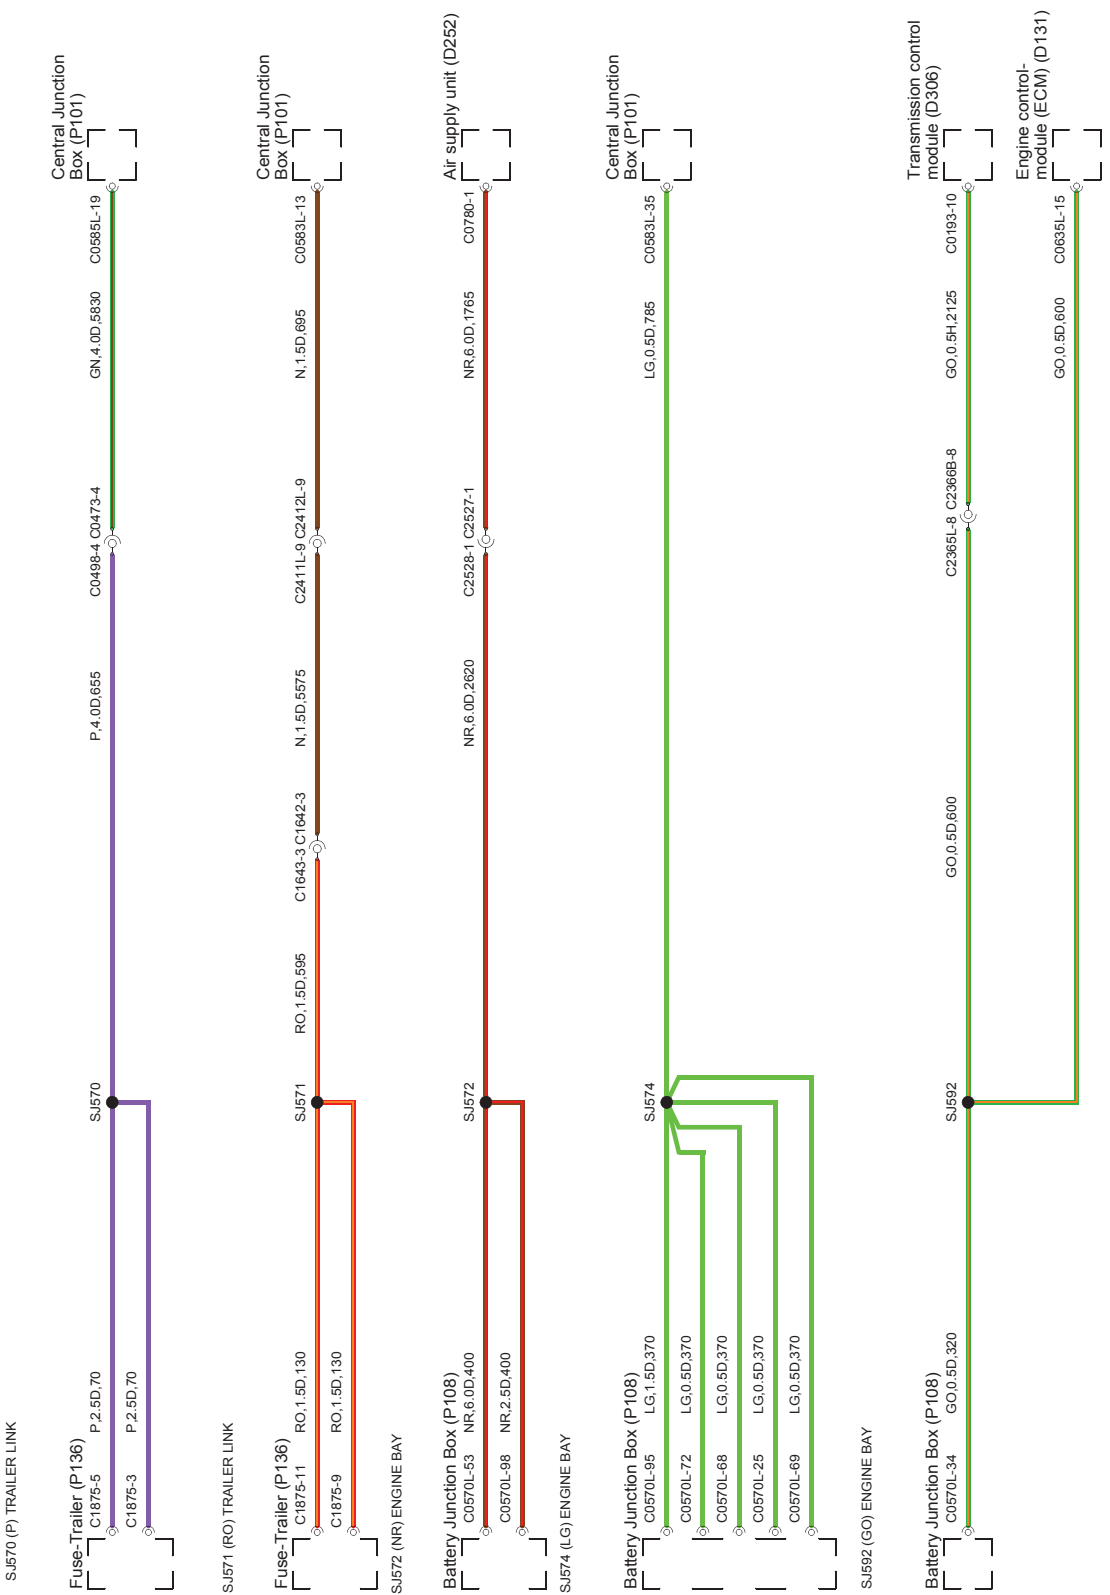 SJ570 (P) TRAILER LINK
Fuse-Trailer (P136)
C1875-5
P,2.5D,70
C1875-3
P,2.5D,70
SJ570
P,4.0D,655
C0498-4
C0473-4
GN,4.0D,5830
C0585L-19
Central Junction
Box (P101)
SJ571 (RO) TRAILER LINK
Fuse-Trailer (P136)
C1875-11
RO,1.5D,130
C1875-9
RO,1.5D,130
SJ571
RO,1.5D,595
C1643-3
C1642-3
N,1.5D,5575
C2411L-9
C2412L-9
N,1.5D,695
C0583L-13
Central Junction
Box (P101)
SJ572 (NR) ENGINE BAY
Battery Junction Box (P108)
C0570L-53
NR,6.0D,400
C0570L-98
NR,2.5D,400
SJ572
NR,6.0D,2620
C2528-1
C2527-1
NR,6.0D,1765
C0780-1
Air supply unit (D252)
SJ574 (LG) ENGINE BAY
Battery Junction Box (P108)
C0570L-95
LG,1.5D,370
C0570L-72
LG,0.5D,370
C0570L-68
LG,0.5D,370
C0570L-25
LG,0.5D,370
C0570L-69
LG,0.5D,370
SJ574
LG,0.5D,785
C0583L-35
Central Junction
Box (P101)
SJ592 (GO) ENGINE BAY
Battery Junction Box (P108)
C0570L-34
GO,0.5D,320
SJ592
GO,0.5D,600
C2365L-8
C2366B-8
GO,0.5H,2125
C0193-10
Transmission control
module (D306)
GO,0.5D,600
C0635L-15
Engine control-
module (ECM) (D131)